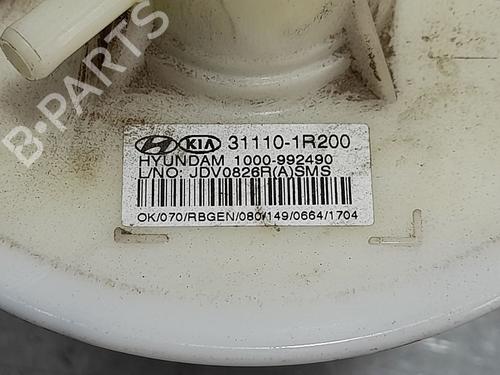 B-PARTS
KIA 31110-1R200
HYUNDAM 1000-992490
L/NO: JDV0826R(A)SMS
OK/070/RBGEN/080/149/0664/1704